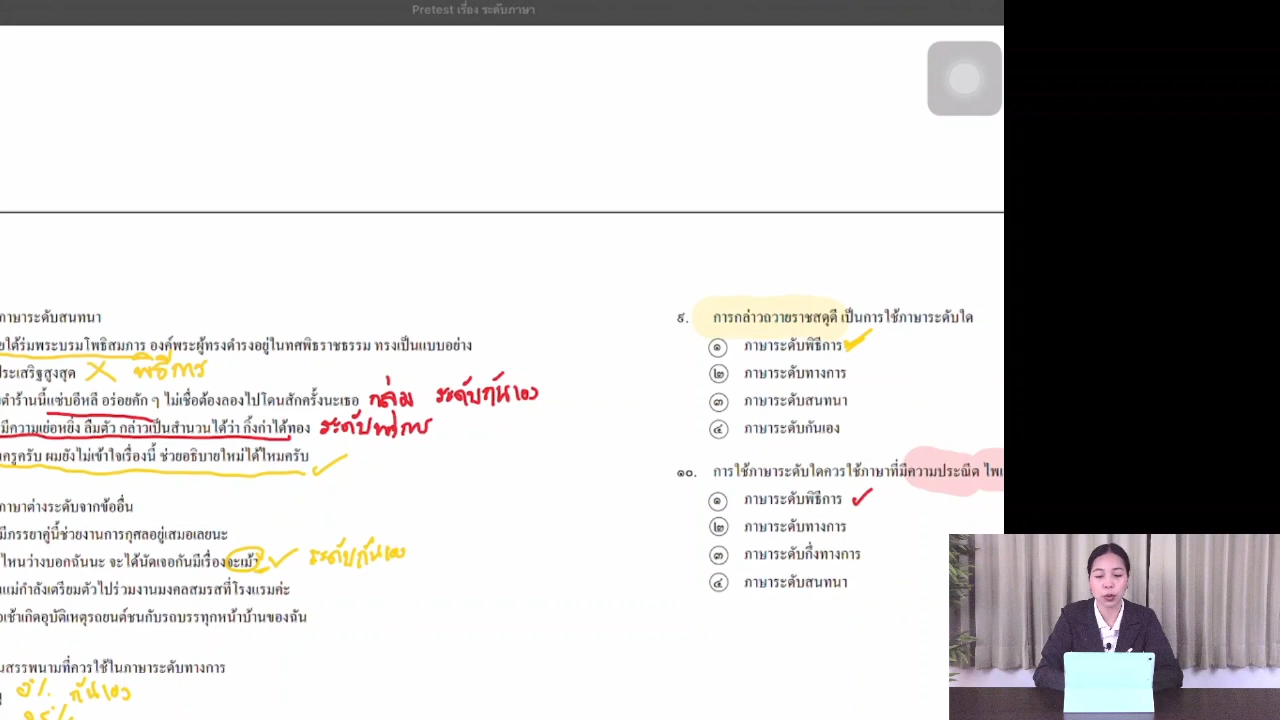 Pretest เรื่อง ระดับภาษา
ภาษาระดับสนทนา
ใต้ร่มพระบรมโพธิสมภาร องค์พระผู้ทรงดำรงอยู่ในทศพิธราชธรรม ทรงเป็นแบบอย่าง
ประเสริฐสูงสุด พิธีการ
ตำร้านนี้แซ่บอีหลี อร่อยคัก ๆ ไม่เชื่อต้องลองไปโดนสักครั้งนะเธอ ระดับกันเอง
มีความเย่อหยิ่ง ลืมตัว กล่าวเป็นสำนวนได้ว่า กิ้งก่าได้ทอง
ครูครับ ผมยังไม่เข้าใจเรื่องนี้ ช่วยอธิบายใหม่ได้ไหมครับ
ภาษาต่างระดับจากข้ออื่น
มีภรรยาคู่นี้ช่วยงานการกุศลอยู่เสมอเลยนะ
ไหนว่างบอกฉันนะ จะได้นัดเจอกันมีเรื่องจะเม้า ระดับกันเอง
แม่กำลังเตรียมตัวไปร่วมงานมงคลสมรสที่โรงแรมค่ะ
เช้าเกิดอุบัติเหตุรถยนต์ชนกับรถบรรทุกหน้าบ้านของฉัน
สรรพนามที่ควรใช้ในภาษาระดับทางการ
กันเอง
๙. การกล่าวถวายราชสดุดี เป็นการใช้ภาษาระดับใด
๑ ภาษาระดับพิธีการ
๒ ภาษาระดับทางการ
๓ ภาษาระดับสนทนา
๔ ภาษาระดับกันเอง
๑๐. การใช้ภาษาระดับใดควรใช้ภาษาที่มีความประณีต
๑ ภาษาระดับพิธีการ
๒ ภาษาระดับทางการ
๓ ภาษาระดับกึ่งทางการ
๔ ภาษาระดับสนทนา